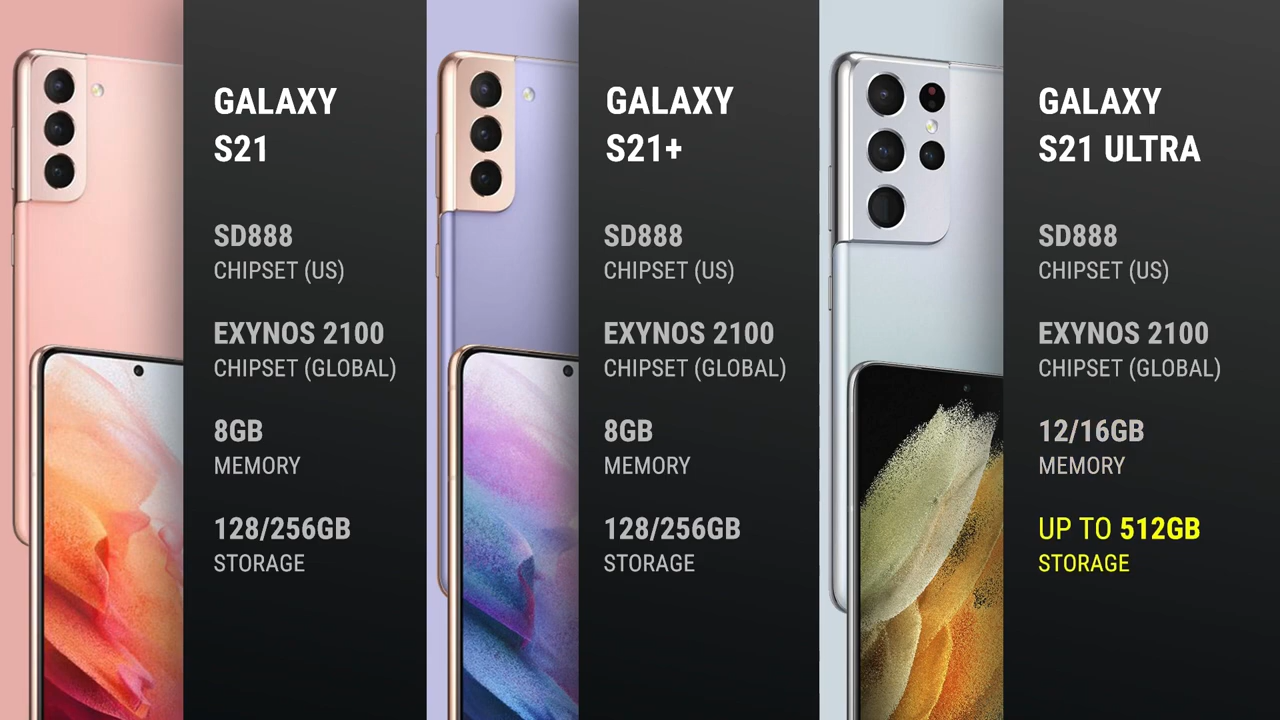 GALAXY
S21
SD888
CHIPSET (US)
EXYNOS 2100
CHIPSET (GLOBAL)
8GB
MEMORY
128/256GB
STORAGE
GALAXY
S21+
SD888
CHIPSET (US)
EXYNOS 2100
CHIPSET (GLOBAL)
8GB
MEMORY
128/256GB
STORAGE
GALAXY
S21 ULTRA
SD888
CHIPSET (US)
EXYNOS 2100
CHIPSET (GLOBAL)
12/16GB
MEMORY
UP TO 512GB
STORAGE